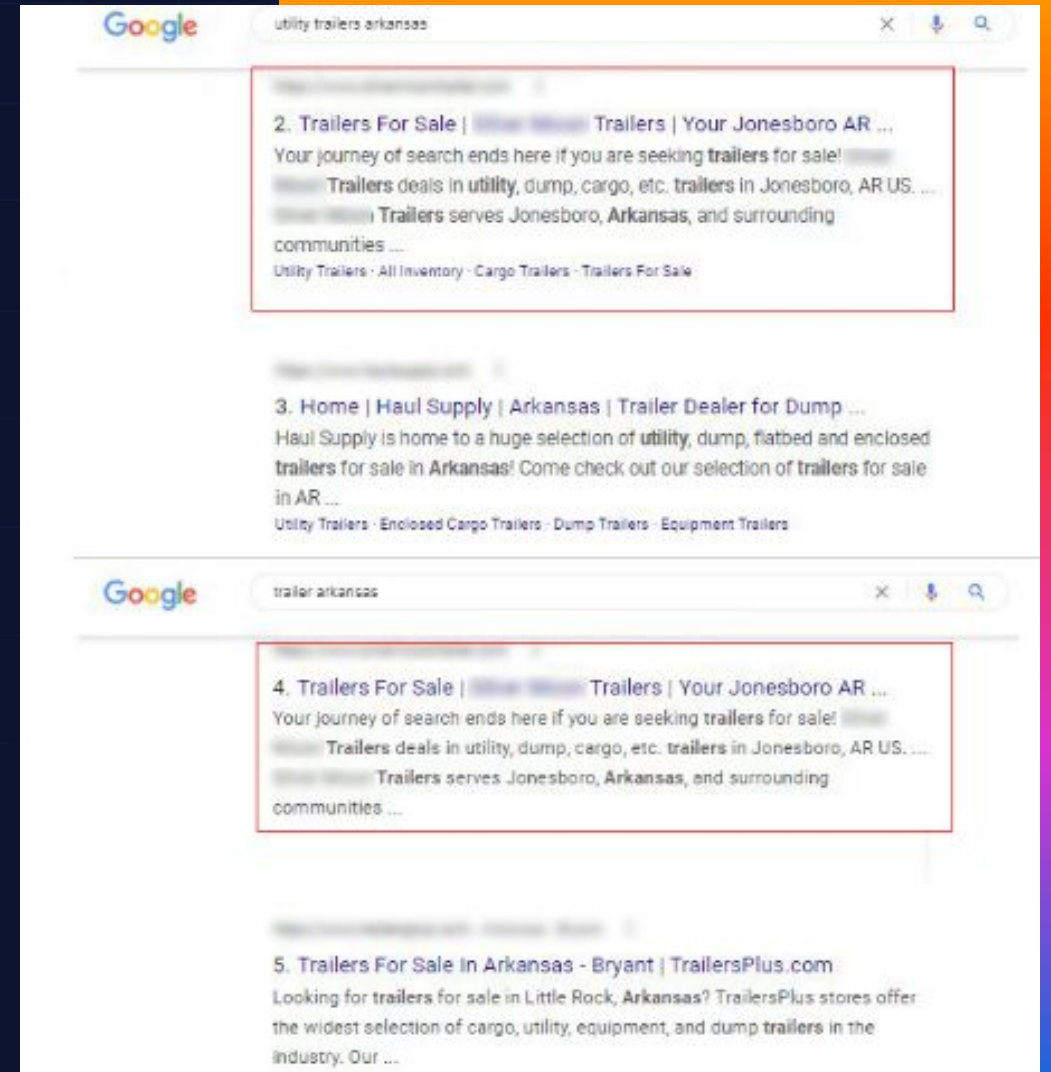 Google
utility trailers arkansas
2. Trailers For Sale | Trailers | Your Jonesboro AR ...
Your journey of search ends here if you are seeking trailers for sale!
Trailers deals in utility, dump, cargo, etc. trailers in Jonesboro, AR US. ...
Trailers serves Jonesboro, Arkansas, and surrounding
communities ...
Utility Trailers · All Inventory · Cargo Trailers · Trailers For Sale
3. Home | Haul Supply | Arkansas | Trailer Dealer for Dump ...
Haul Supply is home to a huge selection of utility, dump, flatbed and enclosed
trailers for sale in Arkansas! Come check out our selection of trailers for sale
in AR ...
Utility Trailers · Enclosed Cargo Trailers · Dump Trailers · Equipment Trailers
Google
trailer arkansas
4. Trailers For Sale | Trailers | Your Jonesboro AR ...
Your journey of search ends here if you are seeking trailers for sale!
Trailers deals in utility, dump, cargo, etc. trailers in Jonesboro, AR US. ...
Trailers serves Jonesboro, Arkansas, and surrounding
communities ...
5. Trailers For Sale In Arkansas - Bryant | TrailersPlus.com
Looking for trailers for sale in Little Rock, Arkansas? TrailersPlus stores offer
the widest selection of cargo, utility, equipment, and dump trailers in the
industry. Our ...